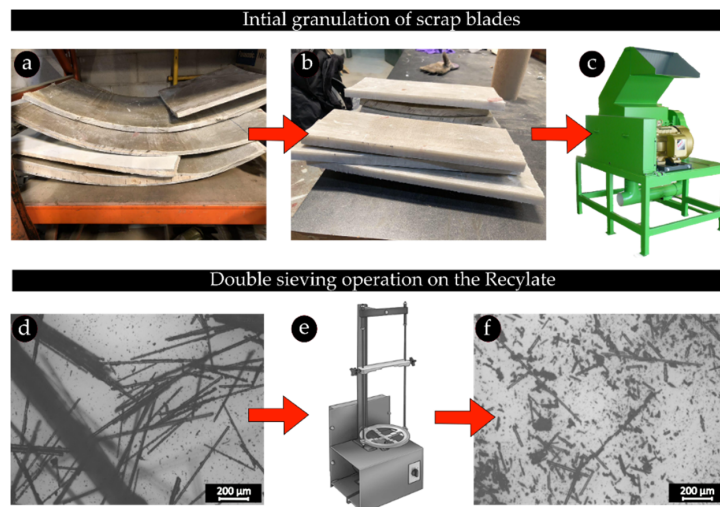 Intial granulation of scrap blades
a
b
c
Double sieving operation on the Recylate
d
e
f
200 µm
200 µm